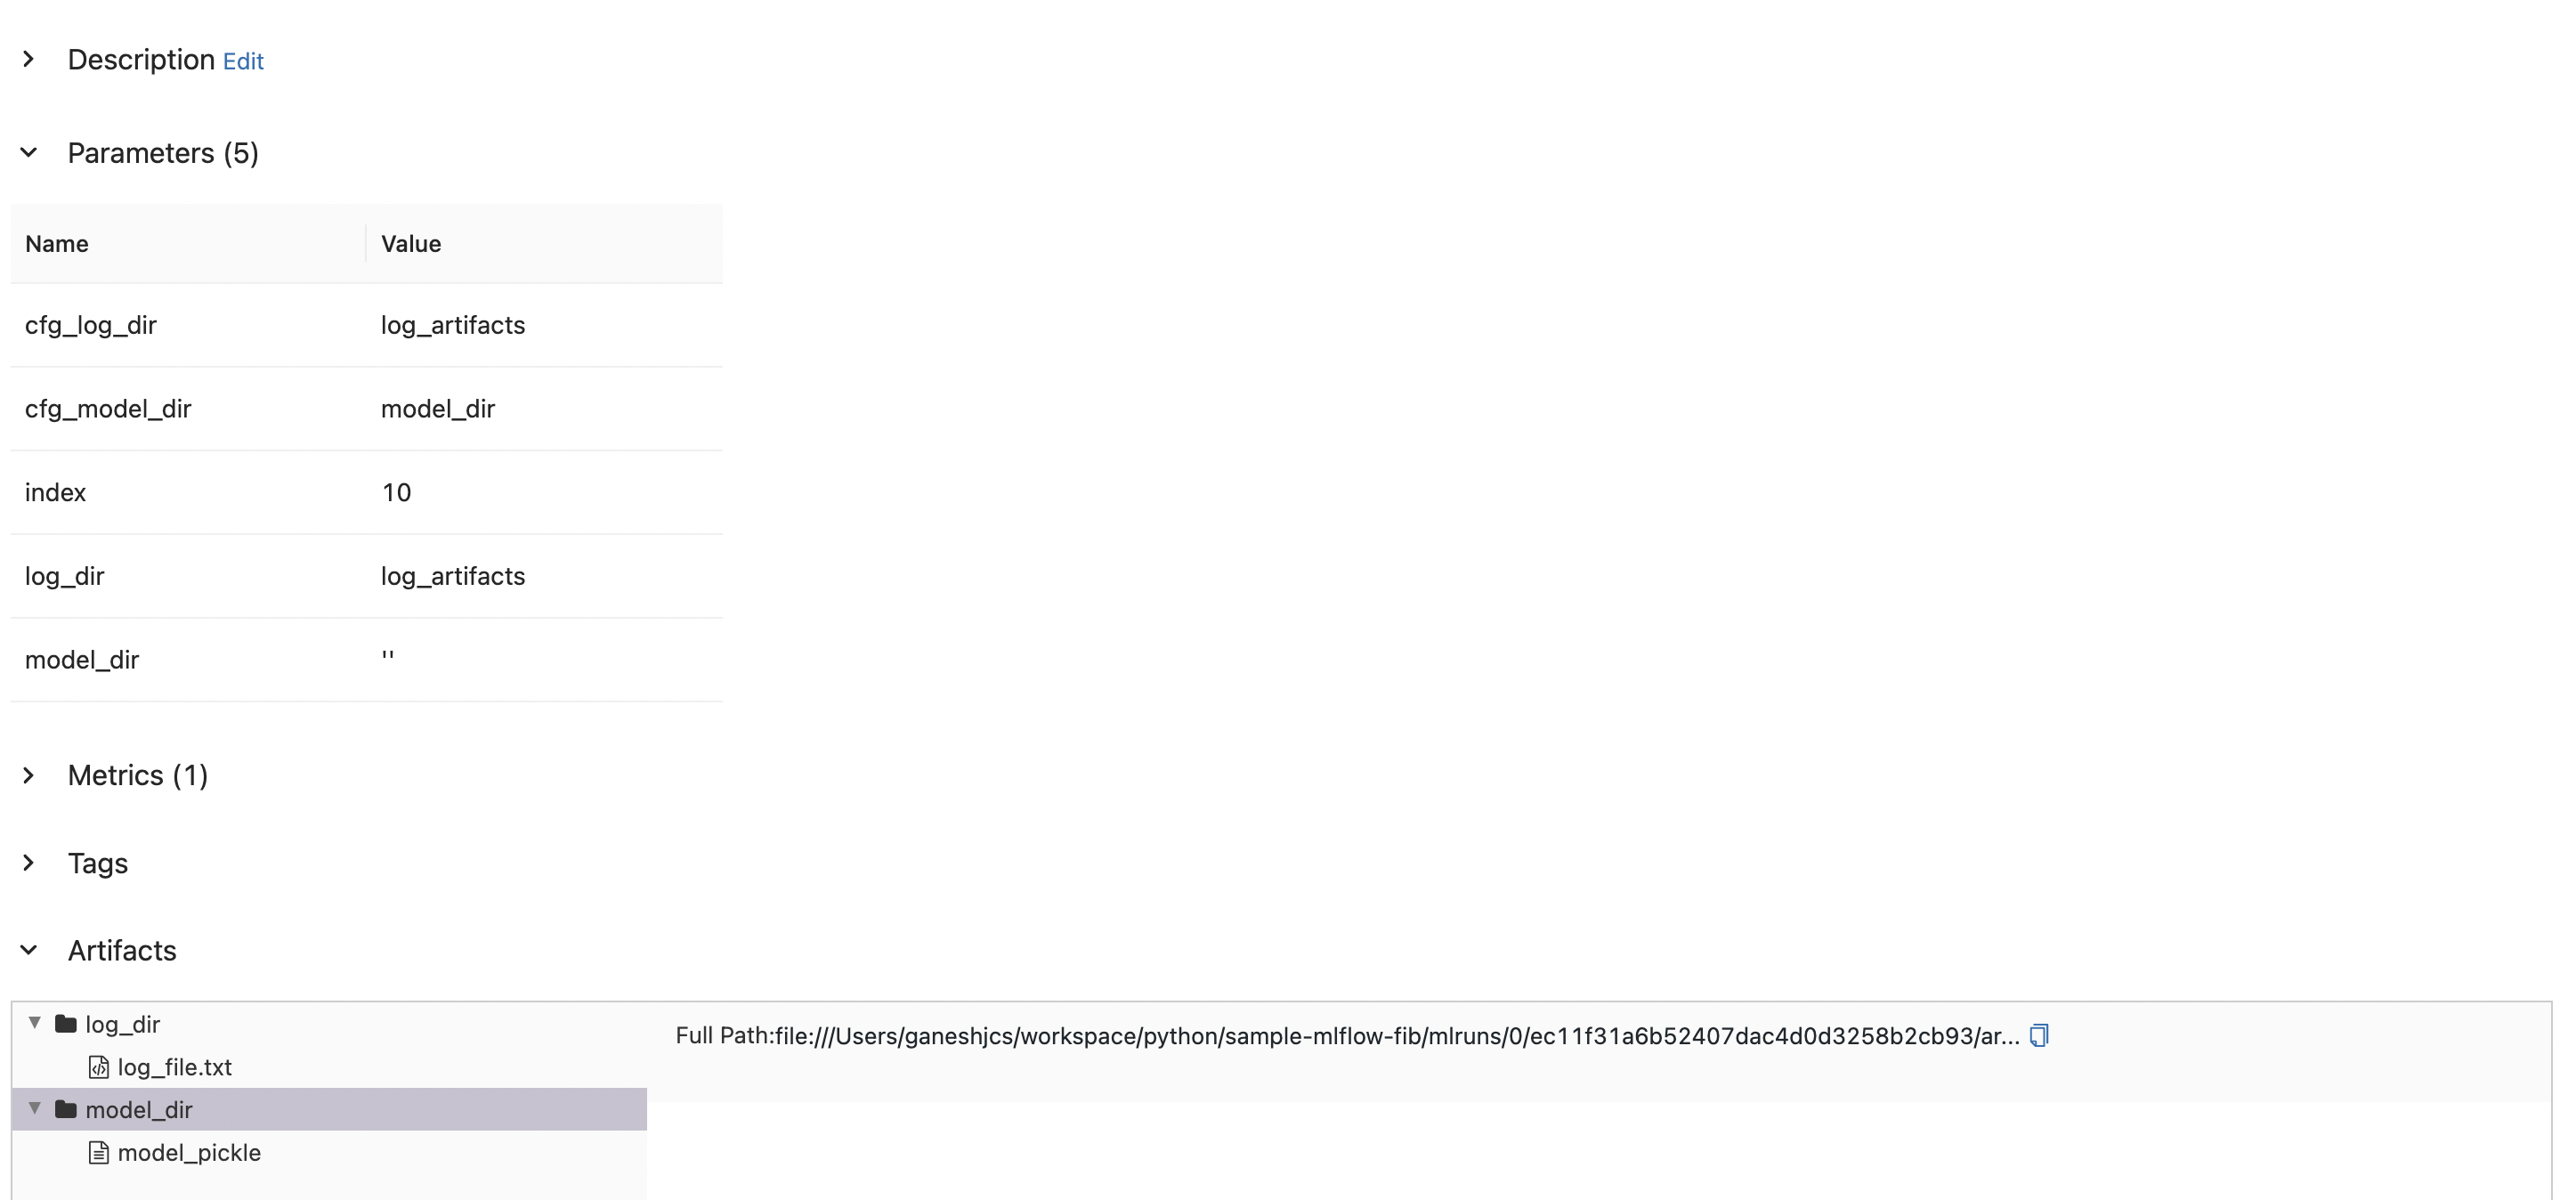 Description Edit
Parameters (5)
Name Value
cfg_log_dir log_artifacts
cfg_model_dir model_dir
index 10
log_dir log_artifacts
model_dir ''
Metrics (1)
Tags
Artifacts
log_dir
Full Path:file:///Users/ganeshjcs/workspace/python/sample-mlflow-fib/mlruns/0/ec11f31a6b52407dac4d0d3258b2cb93/ar...
log_file.txt
model_dir
model_pickle